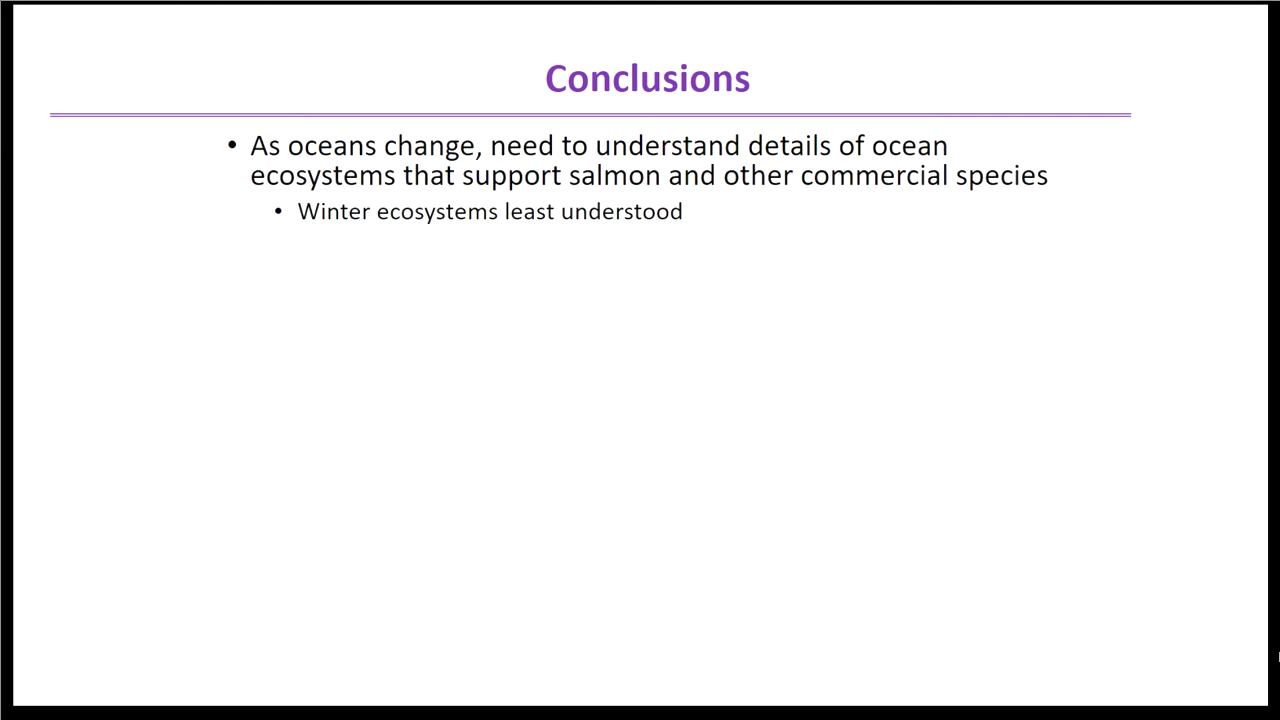 Conclusions
• As oceans change, need to understand details of ocean
ecosystems that support salmon and other commercial species
• Winter ecosystems least understood